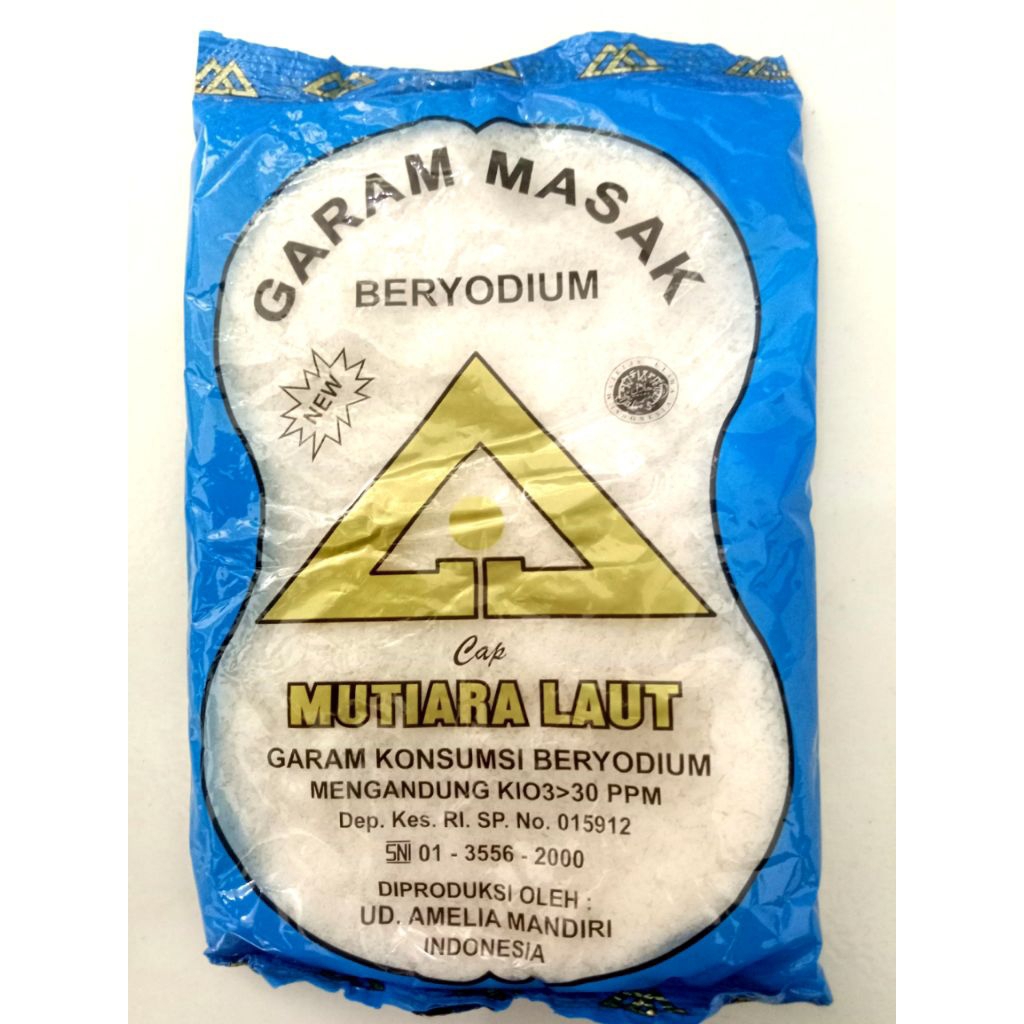 GARAM MASAK
BERYODIUM
NEW
Cap
MUTIARA LAUT
GARAM KONSUMSI BERYODIUM
MENGANDUNG KIO3>30 PPM
Dep. Kes. RI. SP. No. 015912
SNI 01 - 3556 - 2000
DIPRODUKSI OLEH :
UD. AMELIA MANDIRI
INDONESIA